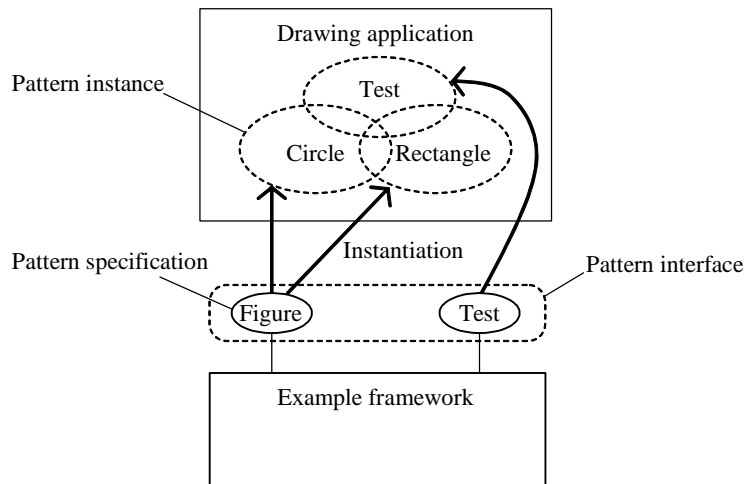 Drawing application
Test
Pattern instance
Circle
Rectangle
Instantiation
Pattern specification
Pattern interface
Figure
Test
Example framework